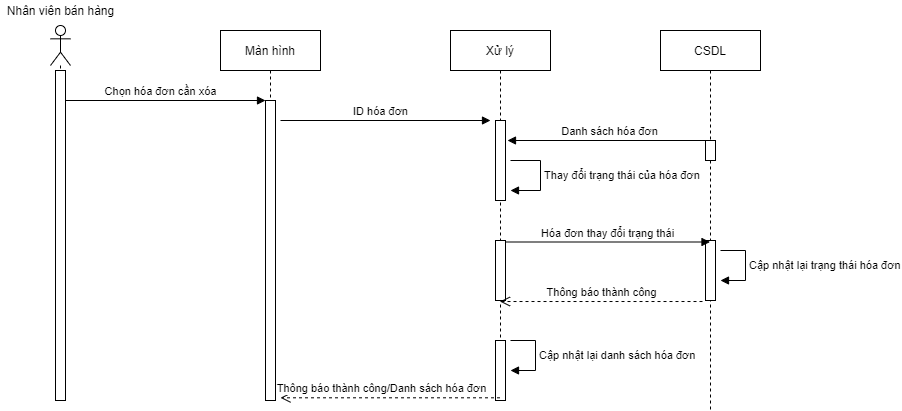 Nhân viên bán hàng
Màn hình
Xử lý
CSDL
Chọn hóa đơn cần xóa
ID hóa đơn
Danh sách hóa đơn
Thay đổi trạng thái của hóa đơn
Hóa đơn thay đổi trạng thái
Cập nhật lại trạng thái hóa đơn
Thông báo thành công
Cập nhật lại danh sách hóa đơn
Thông báo thành công/Danh sách hóa đơn